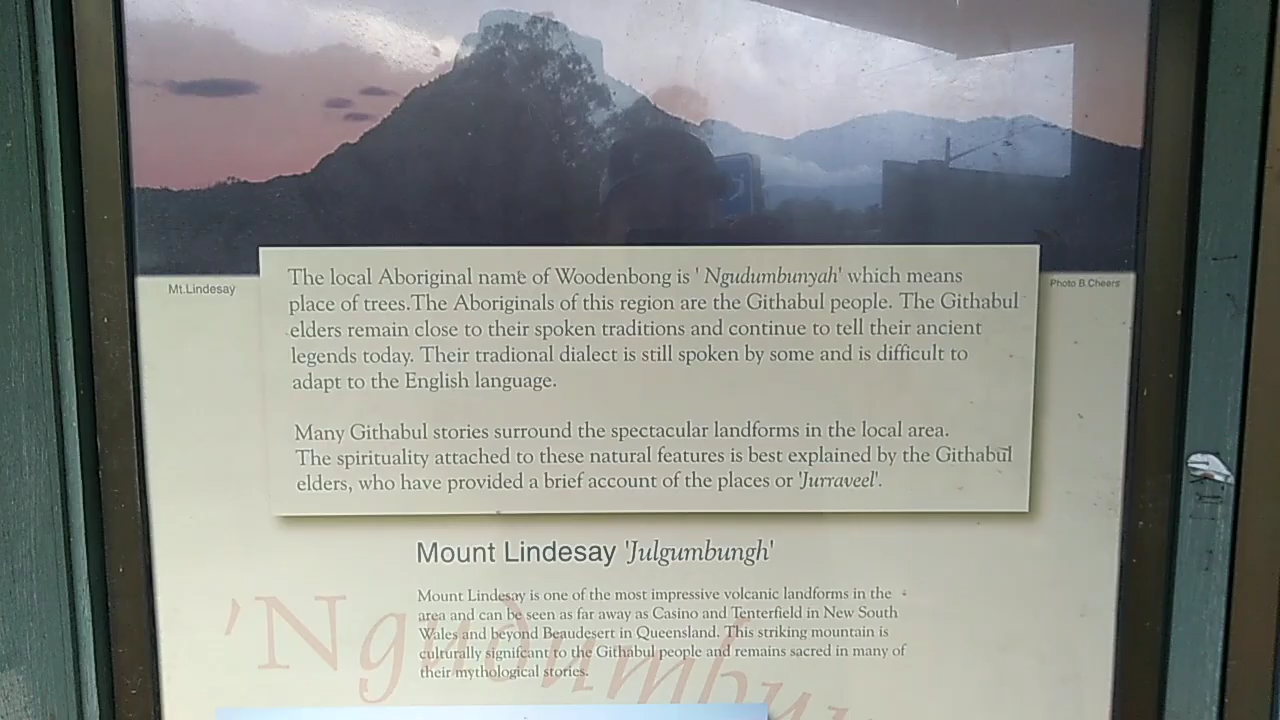 Mt.Lindesay
Photo B.Cheers
The local Aboriginal name of Woodenbong is ' Ngudumbunyah' which means
place of trees.The Aboriginals of this region are the Githabul people. The Githabul
elders remain close to their spoken traditions and continue to tell their ancient
legends today. Their tradional dialect is still spoken by some and is difficult to
adapt to the English language.
Many Githabul stories surround the spectacular landforms in the local area.
The spirituality attached to these natural features is best explained by the Githabul
elders, who have provided a brief account of the places or 'Jurraveel'.
Mount Lindesay 'Julgumbungh'
Mount Lindesay is one of the most impressive volcanic landforms in the
area and can be seen as far away as Casino and Tenterfield in New South
Wales and beyond Beaudesert in Queensland. This striking mountain is
culturally signifcant to the Githabul people and remains sacred in many of
their mythological stories.